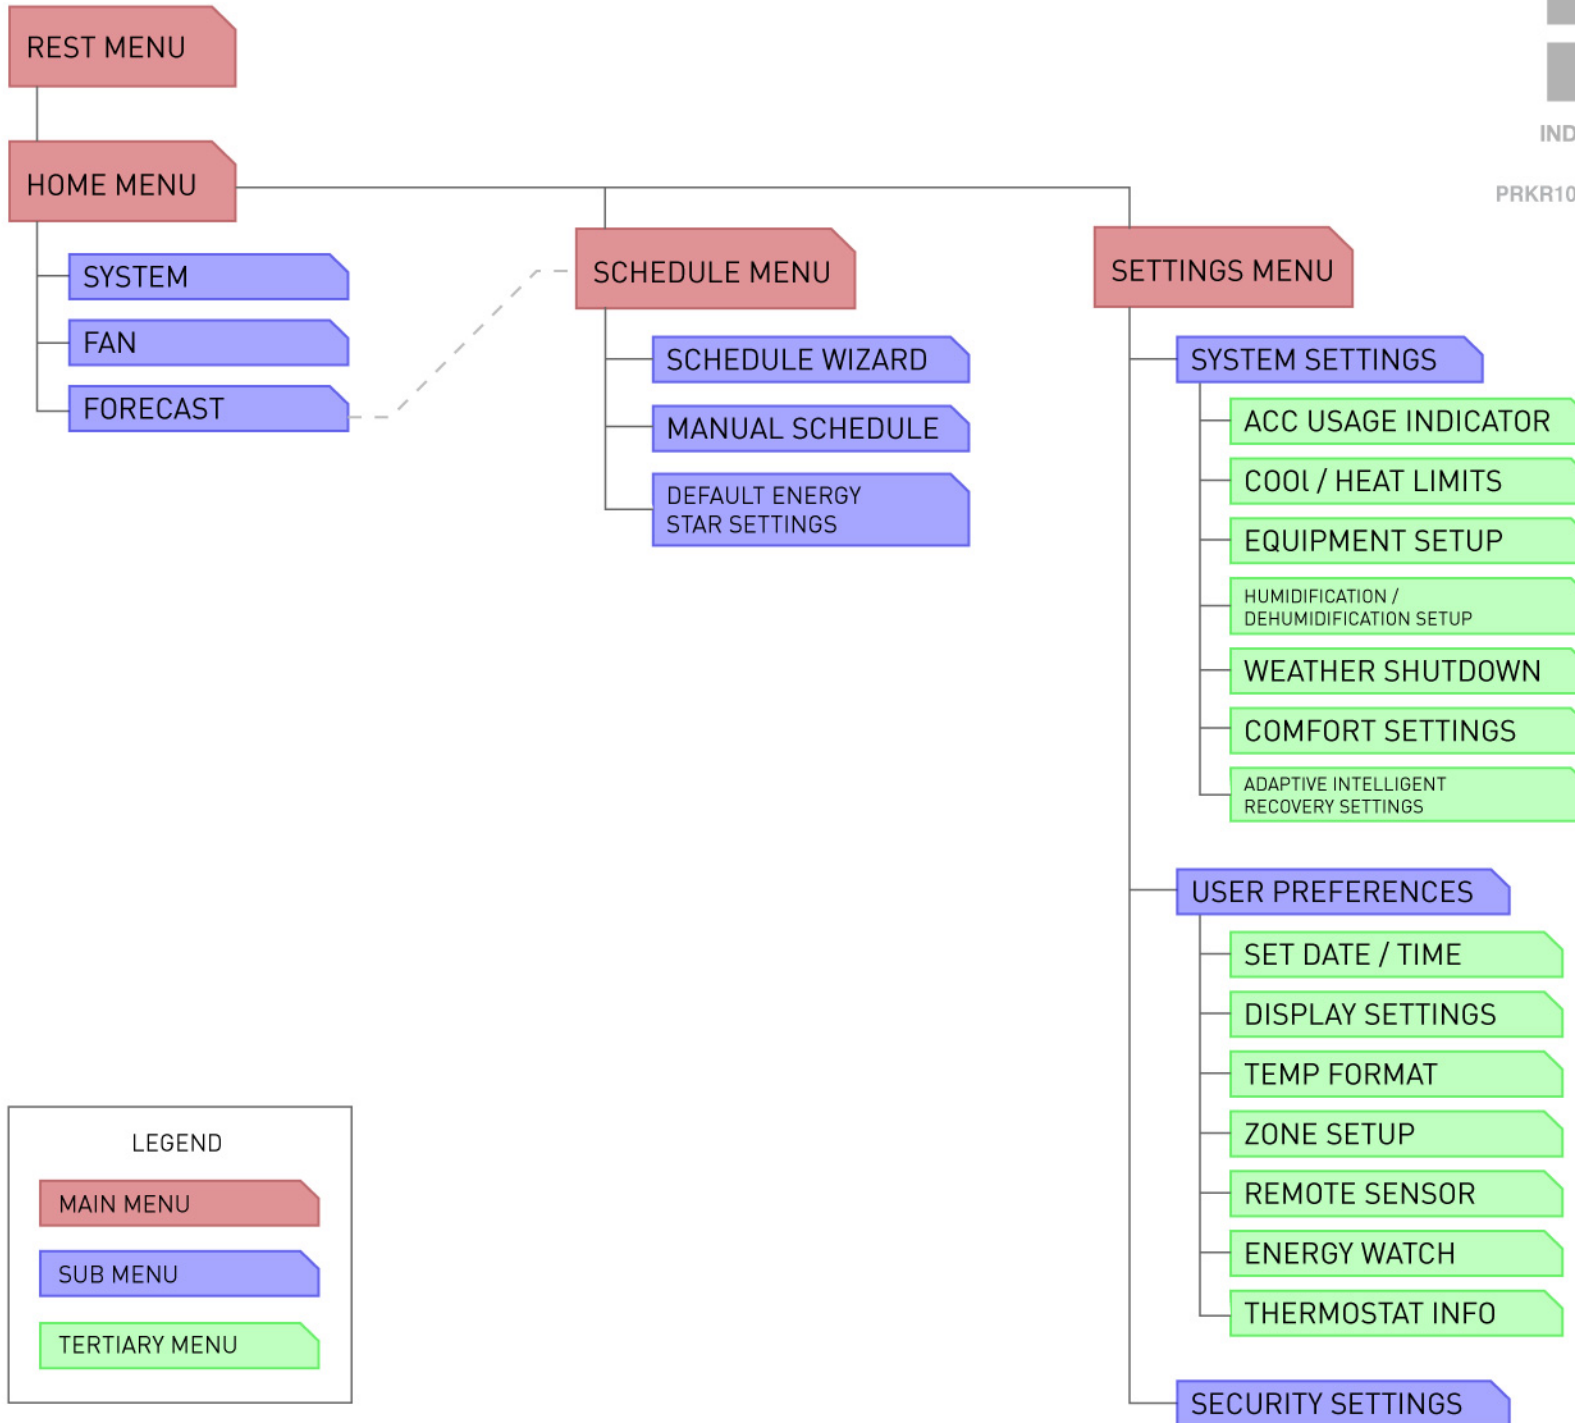 REST MENU
IND
HOME MENU
PRKR10
SYSTEM
FAN
FORECAST
SCHEDULE MENU
SCHEDULE WIZARD
MANUAL SCHEDULE
DEFAULT ENERGY
STAR SETTINGS
SETTINGS MENU
SYSTEM SETTINGS
ACC USAGE INDICATOR
COOl / HEAT LIMITS
EQUIPMENT SETUP
HUMIDIFICATION /
DEHUMIDIFICATION SETUP
WEATHER SHUTDOWN
COMFORT SETTINGS
ADAPTIVE INTELLIGENT
RECOVERY SETTINGS
USER PREFERENCES
SET DATE / TIME
DISPLAY SETTINGS
TEMP FORMAT
ZONE SETUP
REMOTE SENSOR
ENERGY WATCH
THERMOSTAT INFO
SECURITY SETTINGS
LEGEND
MAIN MENU
SUB MENU
TERTIARY MENU